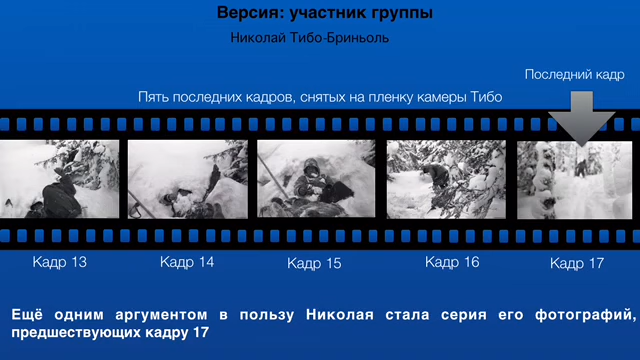 Версия: участник группы
Николай Тибо-Бриньоль
Последний кадр
Пять последних кадров, снятых на пленку камеры Тибо
Кадр 13
Кадр 14
Кадр 15
Кадр 16
Кадр 17
Ещё одним аргументом в пользу Николая стала серия его фотографий,
предшествующих кадру 17